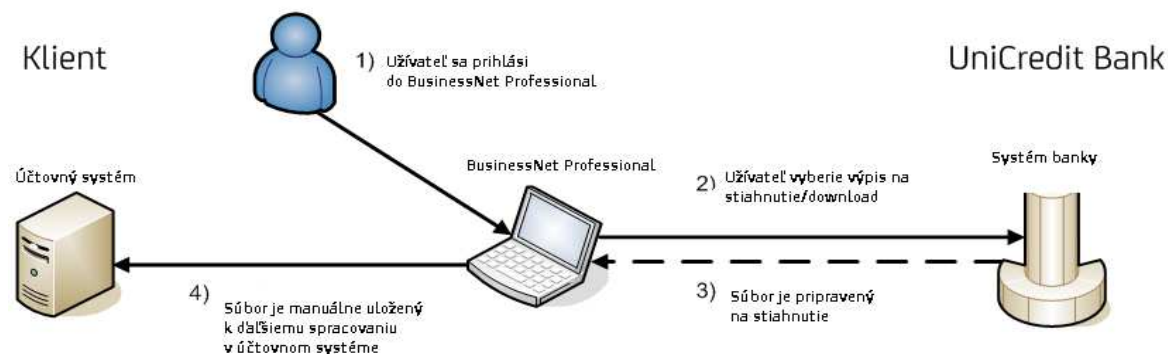 Klient
UniCredit Bank
1) Užívateľ sa prihlási
do BusinessNet Professional
Účtovný systém
BusinessNet Professional
Systém banky
2) Užívateľ vyberie výpis na
stiahnutie/download
3) Súbor je pripravený
na stiahnutie
4) Súbor je manuálne uložený
k ďaľšiemu spracovaniu
v účtovnom systéme